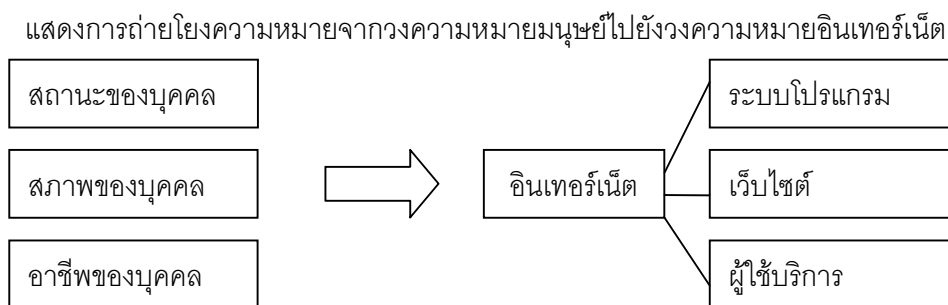 แสดงการถ่ายโยงความหมายจากวงความหมายมนุษย์ไปยังวงความหมายอินเทอร์เน็ต
สถานะของบุคคล
ระบบโปรแกรม
สภาพของบุคคล
อินเทอร์เน็ต
เว็บไซต์
อาชีพของบุคคล
ผู้ใช้บริการ